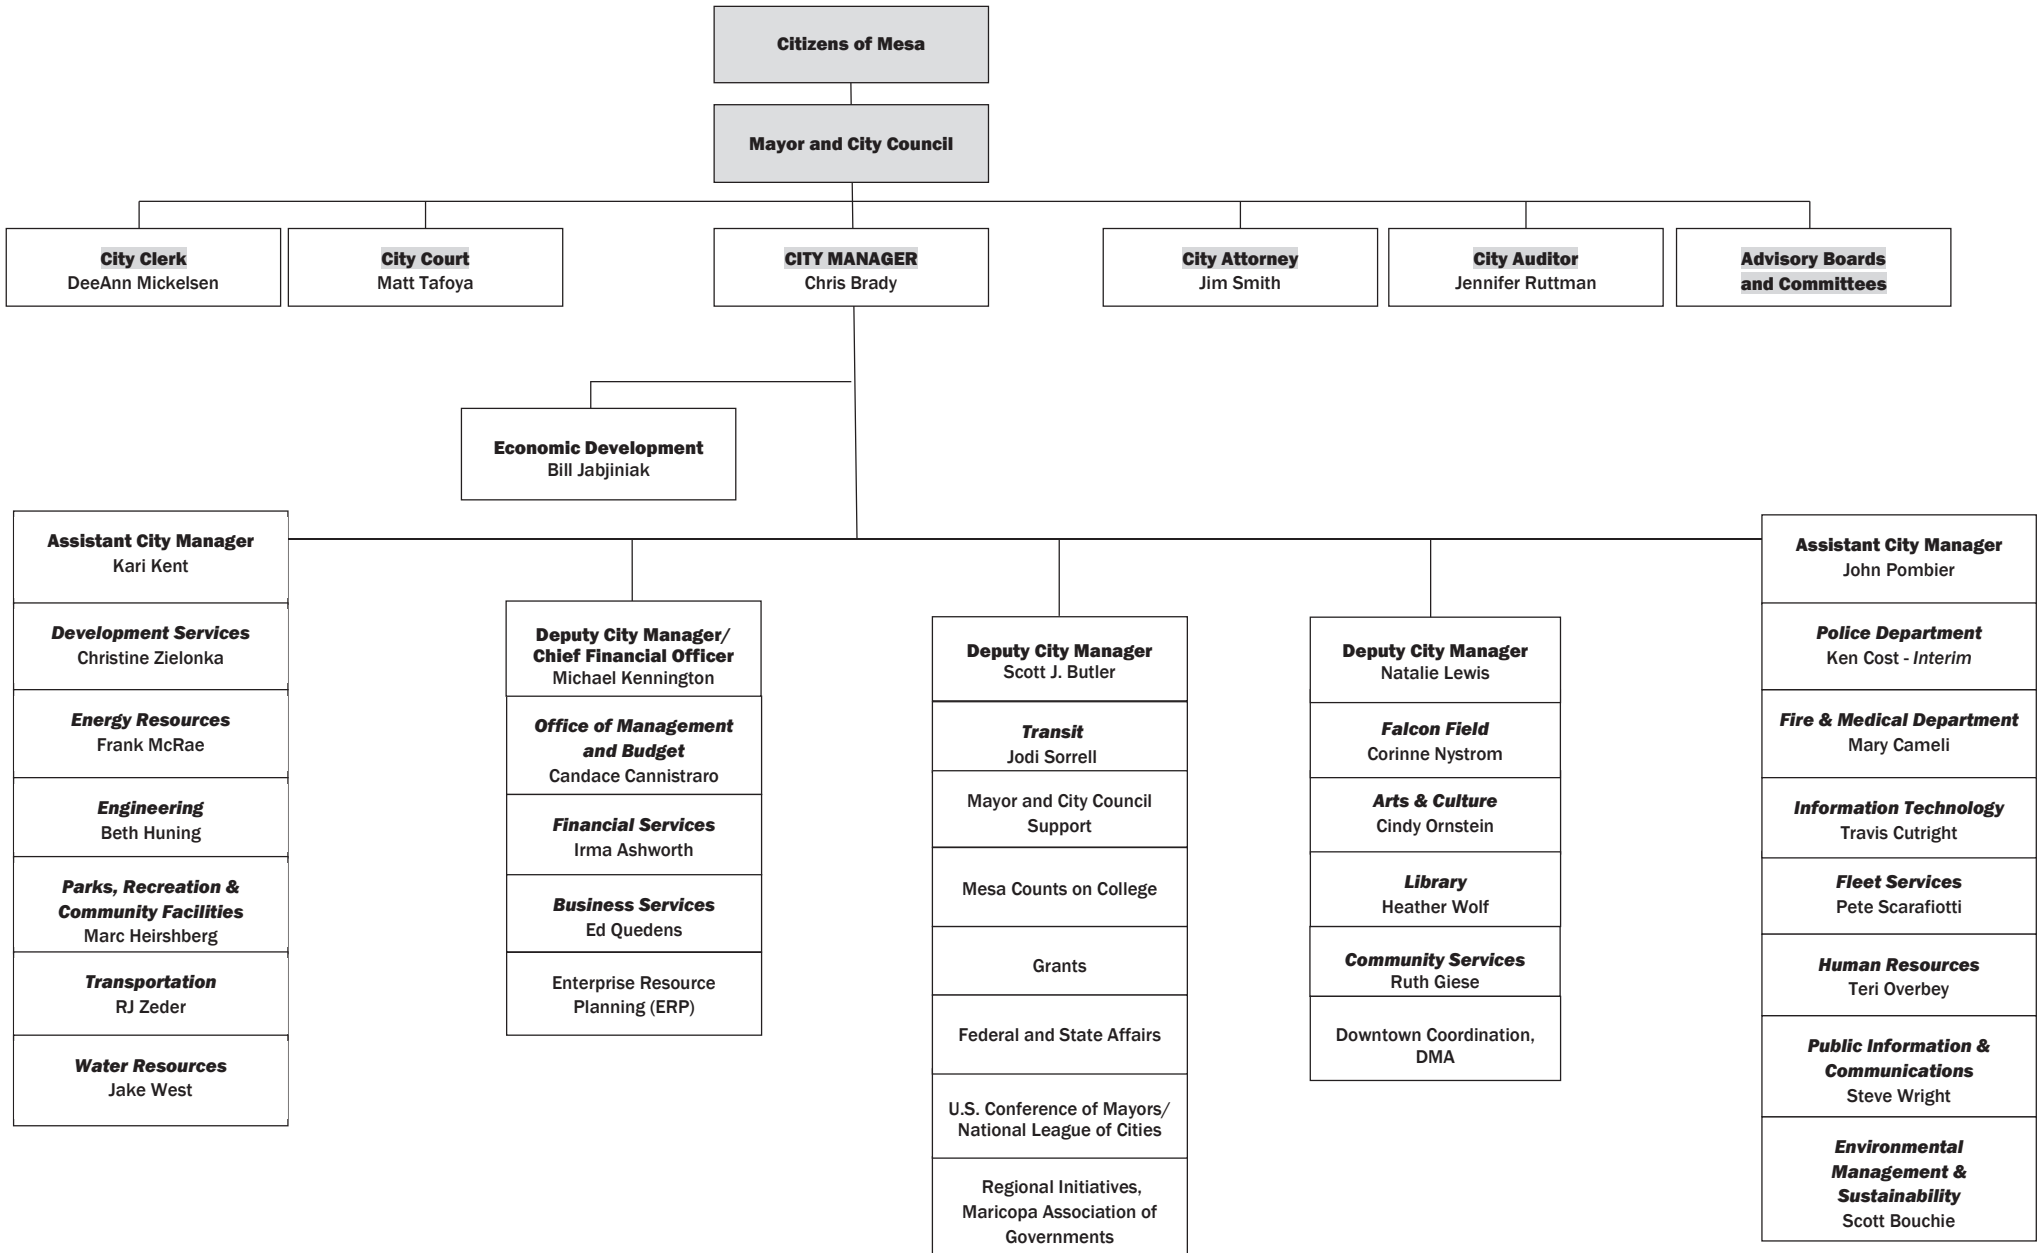 Citizens of Mesa
Mayor and City Council
City Clerk
DeeAnn Mickelsen
City Court
Matt Tafoya
CITY MANAGER
Chris Brady
City Attorney
Jim Smith
City Auditor
Jennifer Ruttman
Advisory Boards
and Committees
Economic Development
Bill Jabjiniak
Assistant City Manager
Kari Kent
Development Services
Christine Zielonka
Energy Resources
Frank McRae
Engineering
Beth Huning
Parks, Recreation &
Community Facilities
Marc Heirshberg
Transportation
RJ Zeder
Water Resources
Jake West
Deputy City Manager/
Chief Financial Officer
Michael Kennington
Office of Management
and Budget
Candace Cannistraro
Financial Services
Irma Ashworth
Business Services
Ed Quedens
Enterprise Resource
Planning (ERP)
Deputy City Manager
Scott J. Butler
Transit
Jodi Sorrell
Mayor and City Council
Support
Mesa Counts on College
Grants
Federal and State Affairs
U.S. Conference of Mayors/
National League of Cities
Regional Initiatives,
Maricopa Association of
Governments
Deputy City Manager
Natalie Lewis
Falcon Field
Corinne Nystrom
Arts & Culture
Cindy Ornstein
Library
Heather Wolf
Community Services
Ruth Giese
Downtown Coordination,
DMA
Assistant City Manager
John Pombier
Police Department
Ken Cost - Interim
Fire & Medical Department
Mary Cameli
Information Technology
Travis Cutright
Fleet Services
Pete Scarafiotti
Human Resources
Teri Overbey
Public Information &
Communications
Steve Wright
Environmental
Management &
Sustainability
Scott Bouchie